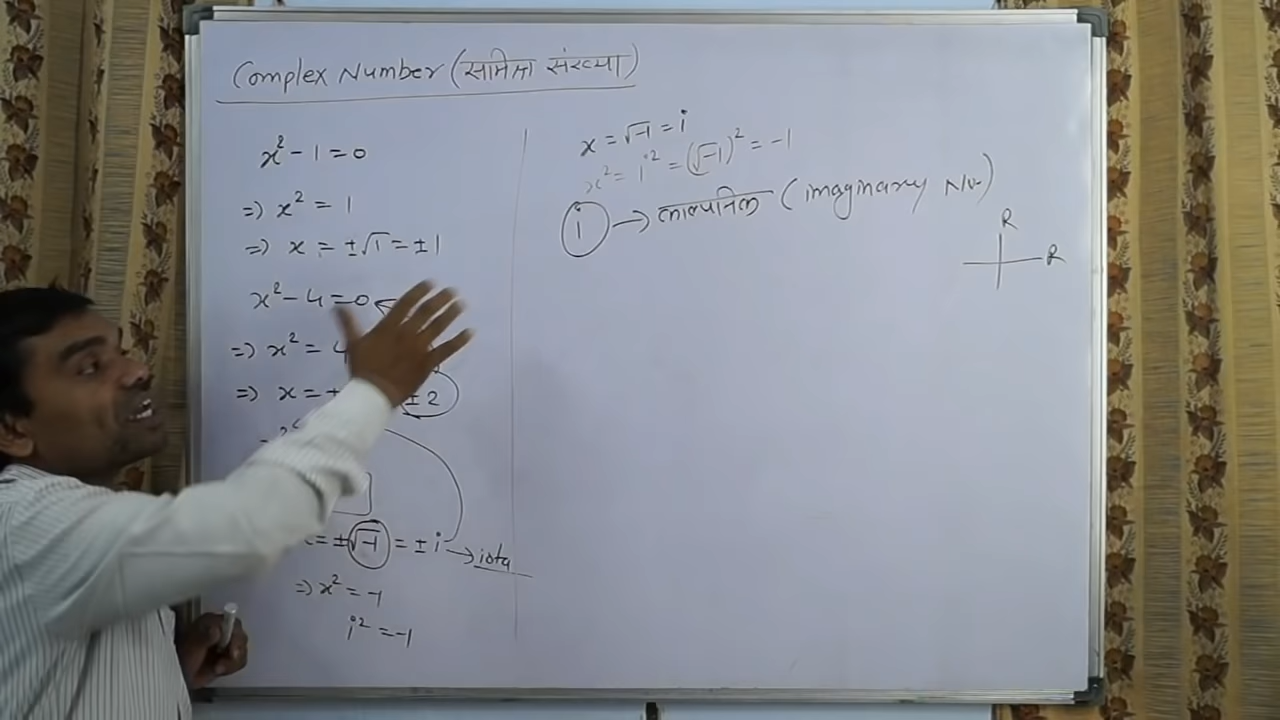 Complex Number (समिता संख्या)
x² - 1 = 0
=) x² = 1
=) x = ±√1 = ±1
x² - 4 = 0
=) x² = 4
=) x = ± 2
= ±√-1 = ± i → iota
=) x² = -1
i² = -1
x = √-1 = i
x² = i² = (√-1)² = -1
i → काल्पनिक (imaginary Nu.)
R
R